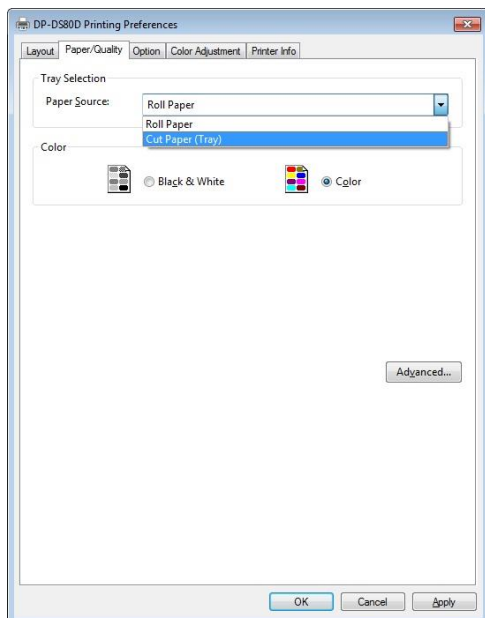 DP-DS80D Printing Preferences
Layout Paper/Quality Option Color Adjustment Printer Info
Tray Selection
Paper Source: Roll Paper
Roll Paper
Cut Paper (Tray)
Color
Black & White Color
Advanced...
OK Cancel Apply